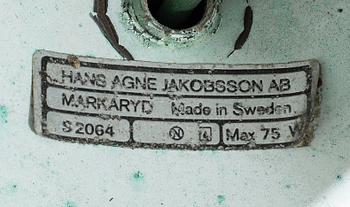 HANS AGNE JAKOBSSON AB
MARKARYD Made in Sweden
S 2064 N Max 75 W